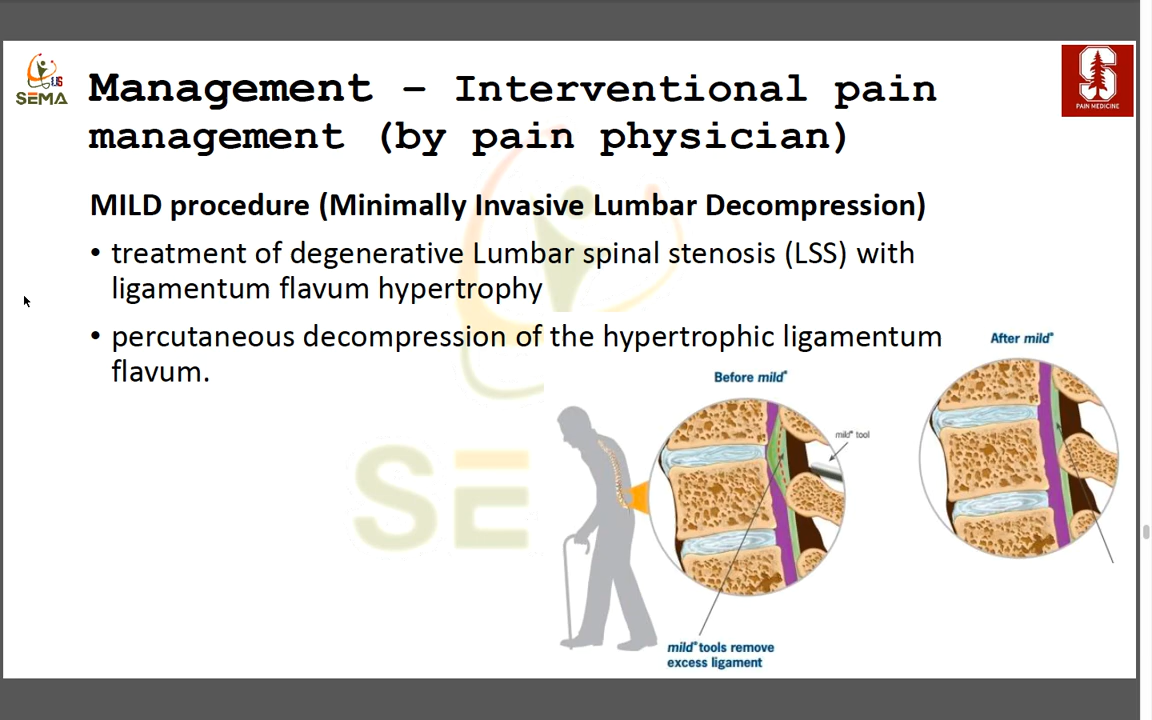 US
SEMA
Management – Interventional pain
management (by pain physician)
S
PAIN MEDICINE
MILD procedure (Minimally Invasive Lumbar Decompression)
• treatment of degenerative Lumbar spinal stenosis (LSS) with
ligamentum flavum hypertrophy
• percutaneous decompression of the hypertrophic ligamentum
flavum.
Before mild®
After mild®
mild® tool
SE
mild® tools remove
excess ligament